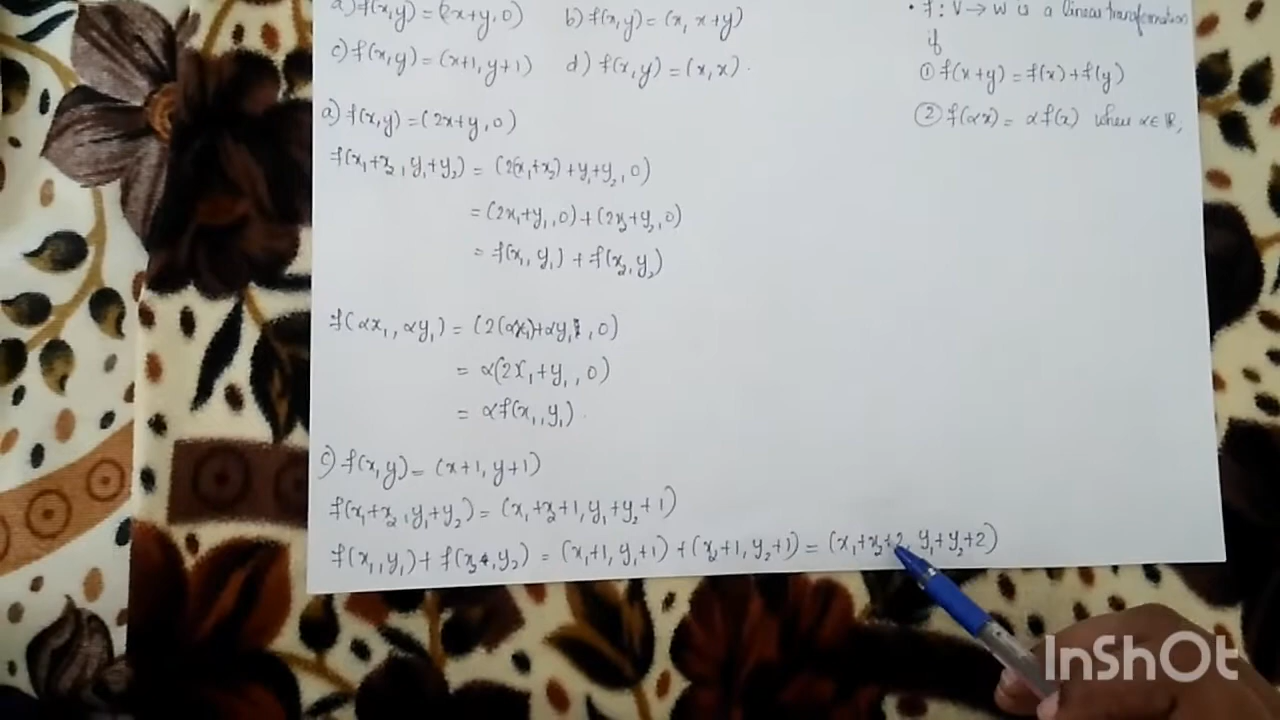 a) f(x,y) = (2x+y, 0) b) f(x,y) = (x, x+y)
c) f(x,y) = (x+1, y+1) d) f(x,y) = (x, x).
• f : V → W is a linear transformation
if
① f(x+y) = f(x) + f(y)
② f(αx) = αf(x) when α∈ℝ,
a) f(x,y) = (2x+y, 0)
f(x₁+x₂, y₁+y₂) = (2(x₁+x₂) + y₁+y₂, 0)
= (2x₁+y₁, 0) + (2x₂+y₂, 0)
= f(x₁, y₁) + f(x₂, y₂)
f(αx₁, αy₁) = (2(αx₁)+αy₁, 0)
= α(2x₁+y₁, 0)
= αf(x₁, y₁).
c) f(x,y) = (x+1, y+1)
f(x₁+x₂, y₁+y₂) = (x₁+x₂+1, y₁+y₂+1)
f(x₁,y₁) + f(x₂,y₂) = (x₁+1, y₁+1) + (x₂+1, y₂+1) = (x₁+x₂+2, y₁+y₂+2)
InShOt